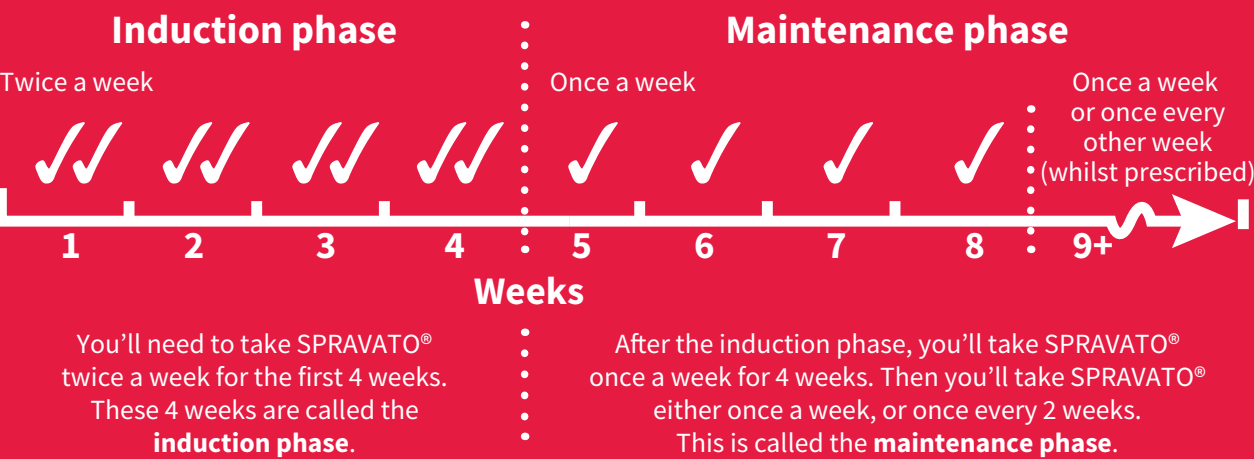 Induction phase
Maintenance phase
Twice a week
Once a week
Once a week
or once every
other week
(whilst prescribed)
1 2 3 4 5 6 7 8 9+
Weeks
You’ll need to take SPRAVATO®
twice a week for the first 4 weeks.
These 4 weeks are called the
induction phase.
After the induction phase, you’ll take SPRAVATO®
once a week for 4 weeks. Then you’ll take SPRAVATO®
either once a week, or once every 2 weeks.
This is called the maintenance phase.